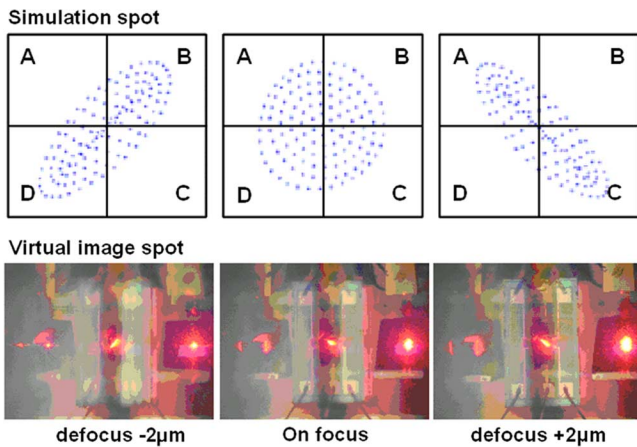 Simulation spot
A B A B A B
D C D C D C
Virtual image spot
defocus -2μm On focus defocus +2μm